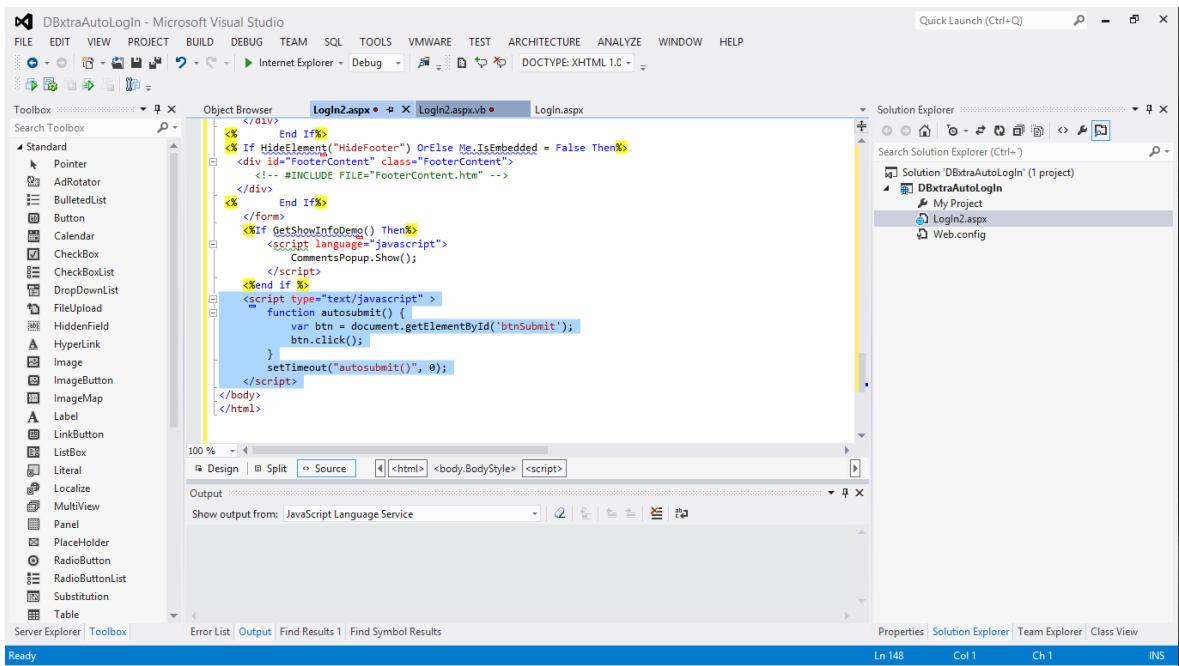 DBxtraAutoLogIn - Microsoft Visual Studio
Quick Launch (Ctrl+Q)
FILE EDIT VIEW PROJECT BUILD DEBUG TEAM SQL TOOLS VMWARE TEST ARCHITECTURE ANALYZE WINDOW HELP
Internet Explorer Debug DOCTYPE: XHTML 1.0
Toolbox
Search Toolbox
Standard
Pointer
AdRotator
BulletedList
Button
Calendar
CheckBox
CheckBoxList
DropDownList
FileUpload
HiddenField
HyperLink
Image
ImageButton
ImageMap
Label
LinkButton
ListBox
Literal
Localize
MultiView
Panel
PlaceHolder
RadioButton
RadioButtonList
Substitution
Table
Server Explorer Toolbox
Object Browser LogIn2.aspx LogIn2.aspx.vb LogIn.aspx
</div>
<% End If%>
<% If HideElement("HideFooter") OrElse Me.IsEmbedded = False Then%>
<div id="FooterContent" class="FooterContent">
<!-- #INCLUDE FILE="FooterContent.htm" -->
</div>
<% End If%>
</form>
<%If GetShowInfoDemo() Then%>
<script language="javascript">
CommentsPopup.Show();
</script>
<%end if %>
<script type="text/javascript" >
function autosubmit() {
var btn = document.getElementById('btnSubmit');
btn.click();
}
setTimeout("autosubmit()", 0);
</script>
</body>
</html>
100 %
Design Split Source <html> <body.BodyStyle> <script>
Output
Show output from: JavaScript Language Service
Error List Output Find Results 1 Find Symbol Results
Solution Explorer
Search Solution Explorer (Ctrl+´)
Solution 'DBxtraAutoLogIn' (1 project)
DBxtraAutoLogIn
My Project
LogIn2.aspx
Web.config
Properties Solution Explorer Team Explorer Class View
Ready Ln 148 Col 1 Ch 1 INS